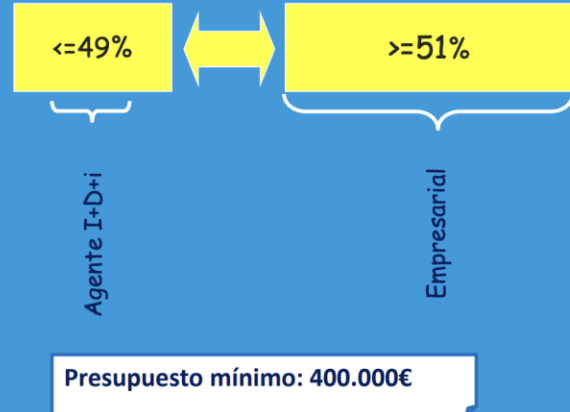 <=49%
>=51%
Agente I+D+i
Empresarial
Presupuesto mínimo: 400.000€